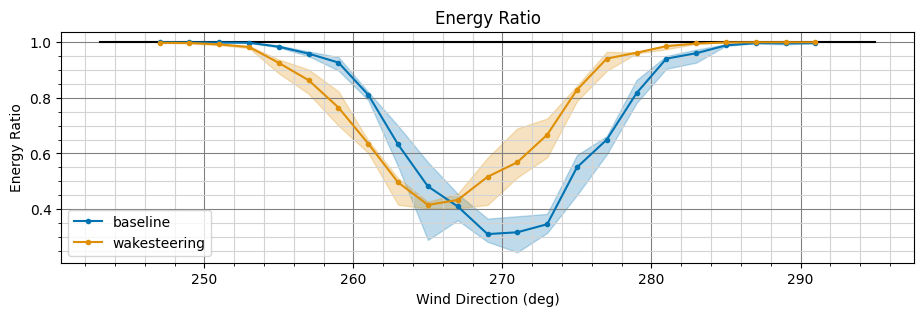 Energy Ratio
1.0
0.8
0.6
0.4
Energy Ratio
baseline
wakesteering
250
260
270
280
290
Wind Direction (deg)